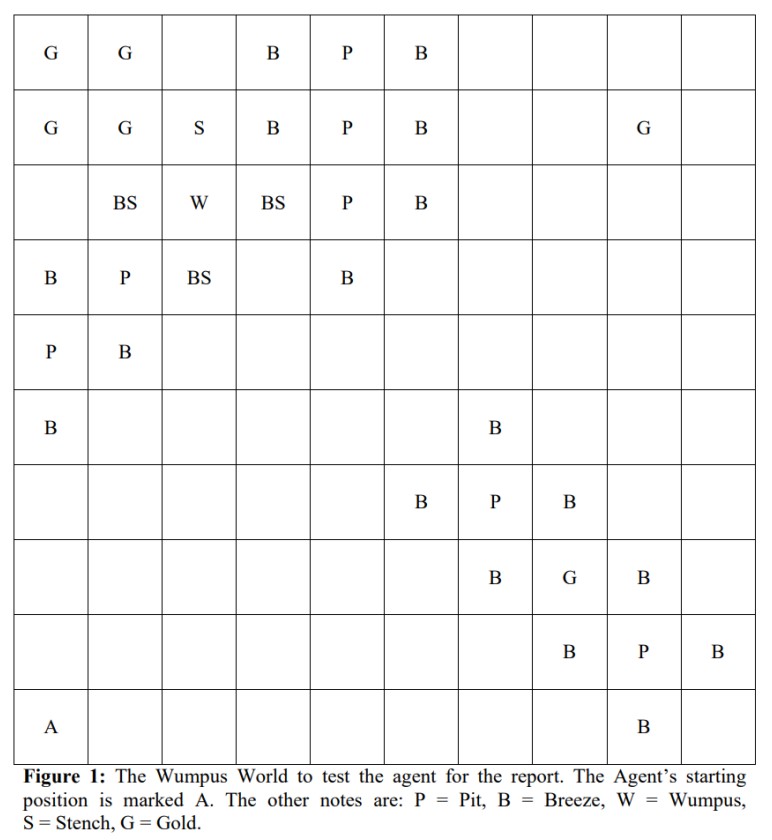 G G B P B
G G S B P B G
BS W BS P B
B P BS B
P B
B B
B P B
B G B
B P B
A B
Figure 1: The Wumpus World to test the agent for the report. The Agent's starting
position is marked A. The other notes are: P = Pit, B = Breeze, W = Wumpus,
S = Stench, G = Gold.